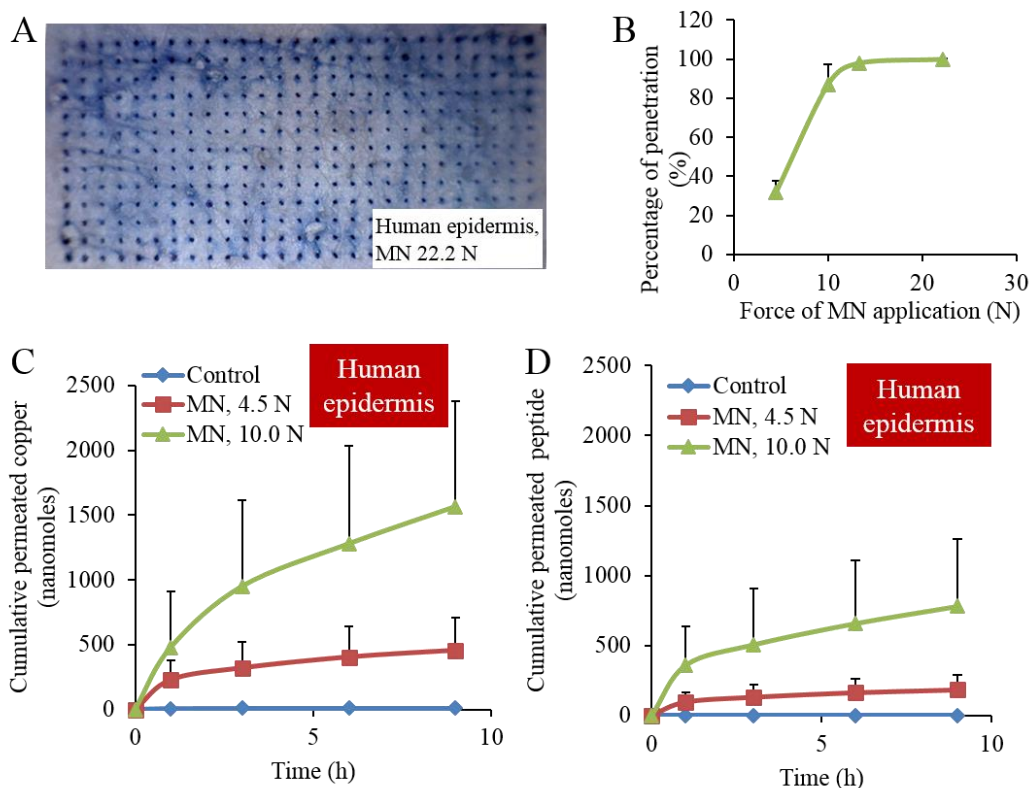 A
Human epidermis,
MN 22.2 N
B
Percentage of penetration
(%)
120
100
80
60
40
20
0
0 10 20 30
Force of MN application (N)
C
Control
MN, 4.5 N
MN, 10.0 N
Human
epidermis
Cumulative permeated copper
(nanomoles)
2500
2000
1500
1000
500
0
0 5 10
Time (h)
D
Control
MN, 4.5 N
MN, 10.0 N
Human
epidermis
Cumulative permeated peptide
(nanomoles)
2500
2000
1500
1000
500
0
0 5 10
Time (h)